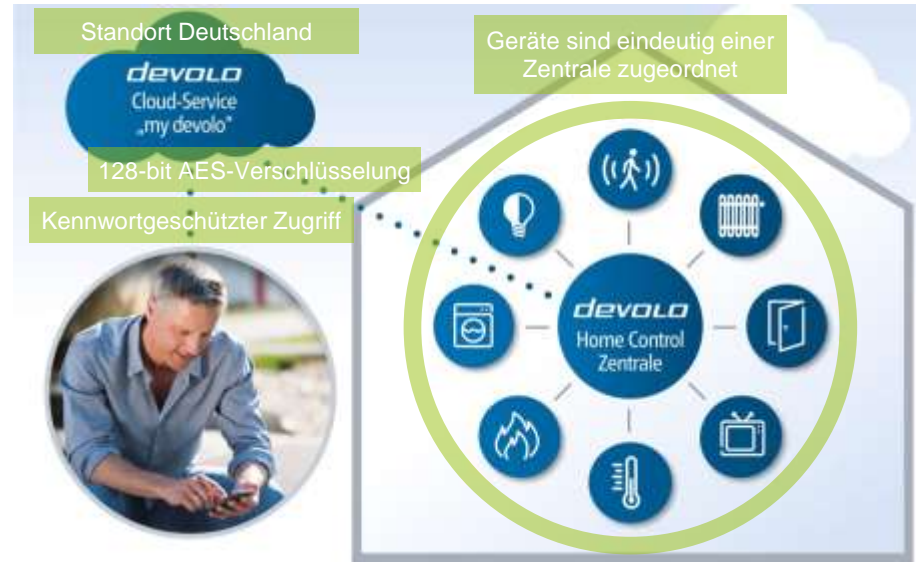 Standort Deutschland
devolo
Cloud-Service
„my devolo"
128-bit AES-Verschlüsselung
Kennwortgeschützter Zugriff
Geräte sind eindeutig einer
Zentrale zugeordnet
devolo
Home Control
Zentrale